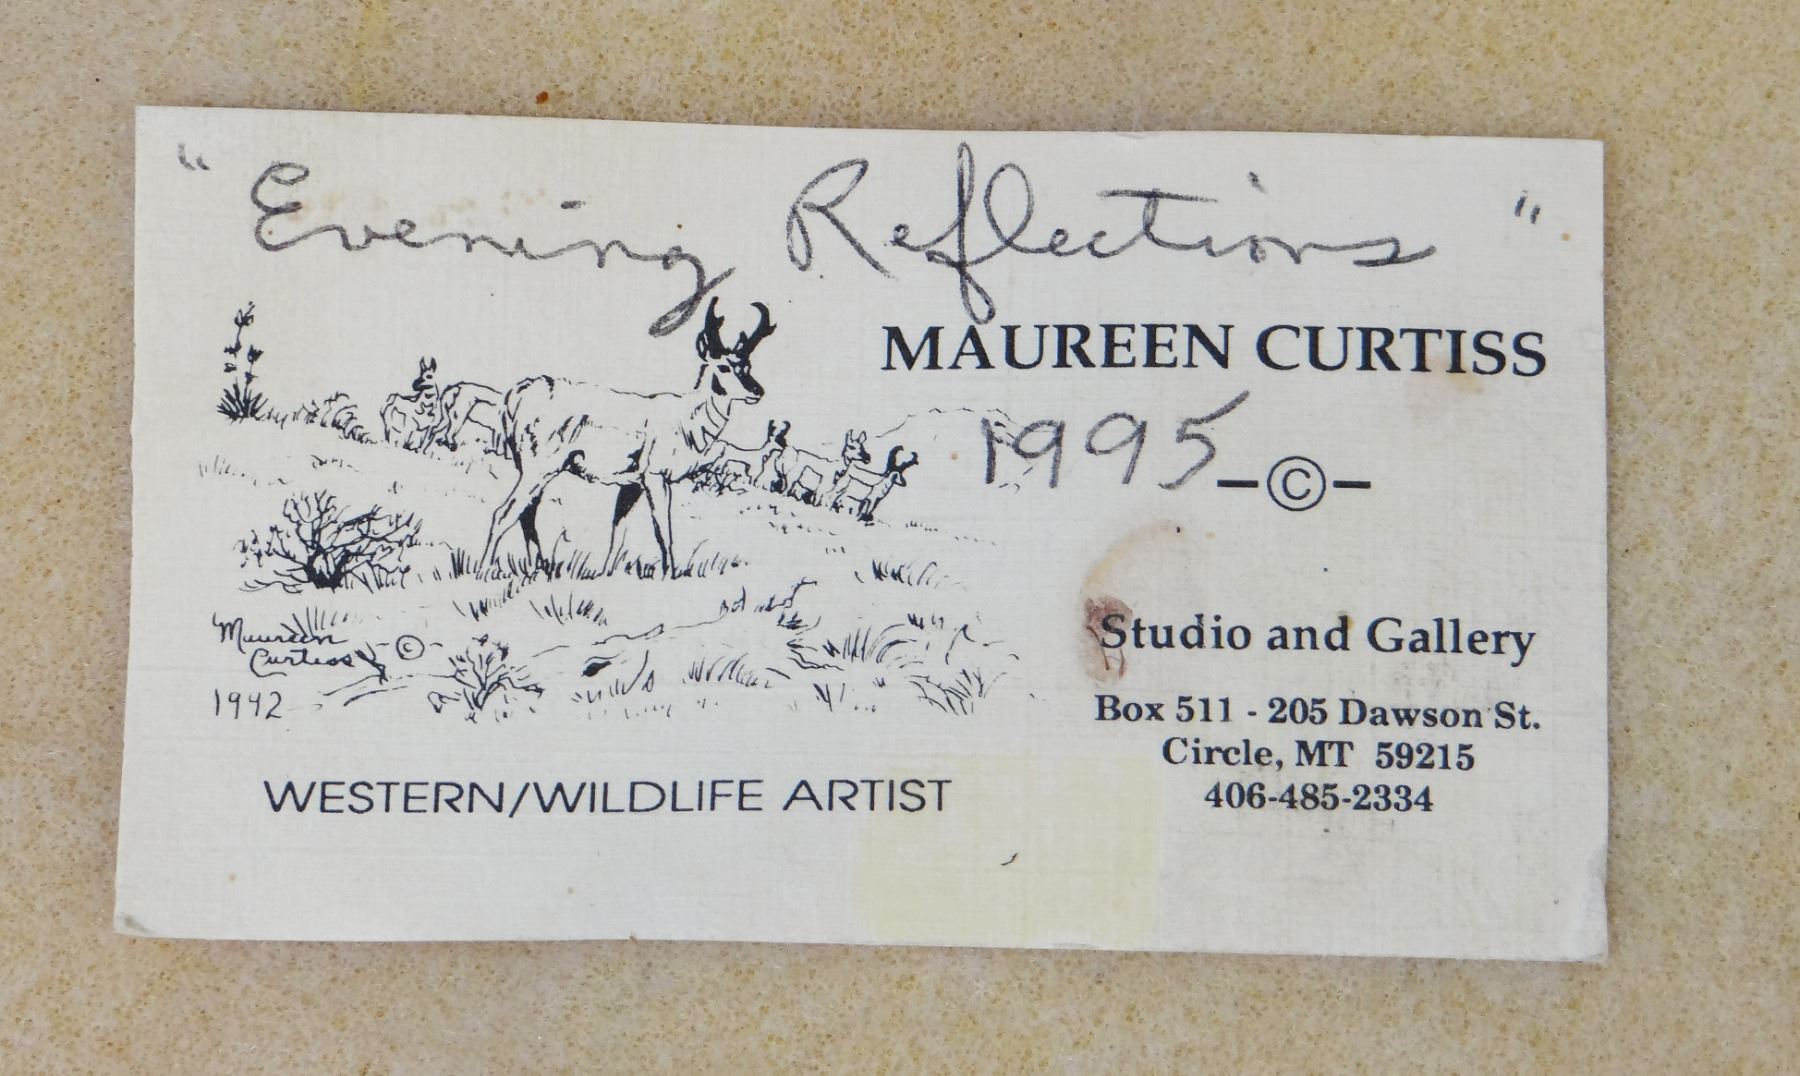 "Evening Reflections"
MAUREEN CURTISS
1995 -©-
Maureen
Curtiss -©-
1992
Studio and Gallery
Box 511 - 205 Dawson St.
Circle, MT 59215
406-485-2334
WESTERN/WILDLIFE ARTIST